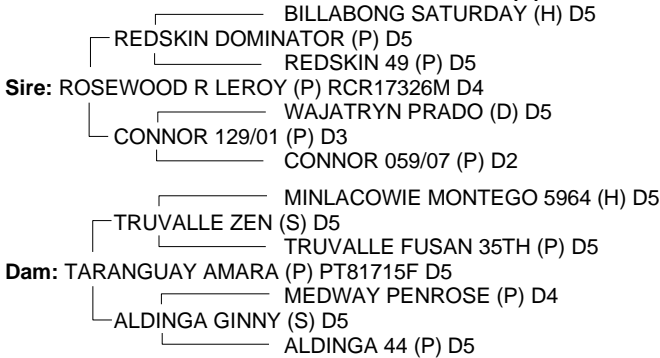 BILLABONG SATURDAY (H) D5
REDSKIN DOMINATOR (P) D5
REDSKIN 49 (P) D5
Sire: ROSEWOOD R LEROY (P) RCR17326M D4
WAJATRYN PRADO (D) D5
CONNOR 129/01 (P) D3
CONNOR 059/07 (P) D2
MINLACOWIE MONTEGO 5964 (H) D5
TRUVALLE ZEN (S) D5
TRUVALLE FUSAN 35TH (P) D5
Dam: TARANGUAY AMARA (P) PT81715F D5
MEDWAY PENROSE (P) D4
ALDINGA GINNY (S) D5
ALDINGA 44 (P) D5